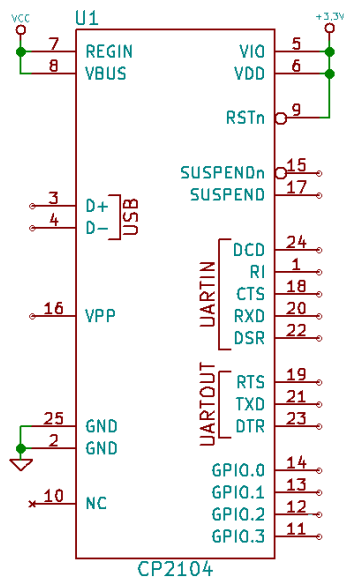 VCC
U1
+3.3V
7 REGIN
8 VBUS
VIO 5
VDD 6
RSTn 9
SUSPENDn 15
SUSPEND 17
3 D+
4 D-
USB
DCD 24
RI 1
CTS 18
RXD 20
DSR 22
UARTIN
16 VPP
RTS 19
TXD 21
DTR 23
UARTOUT
25 GND
2 GND
GPIO.0 14
GPIO.1 13
GPIO.2 12
GPIO.3 11
10 NC
CP2104